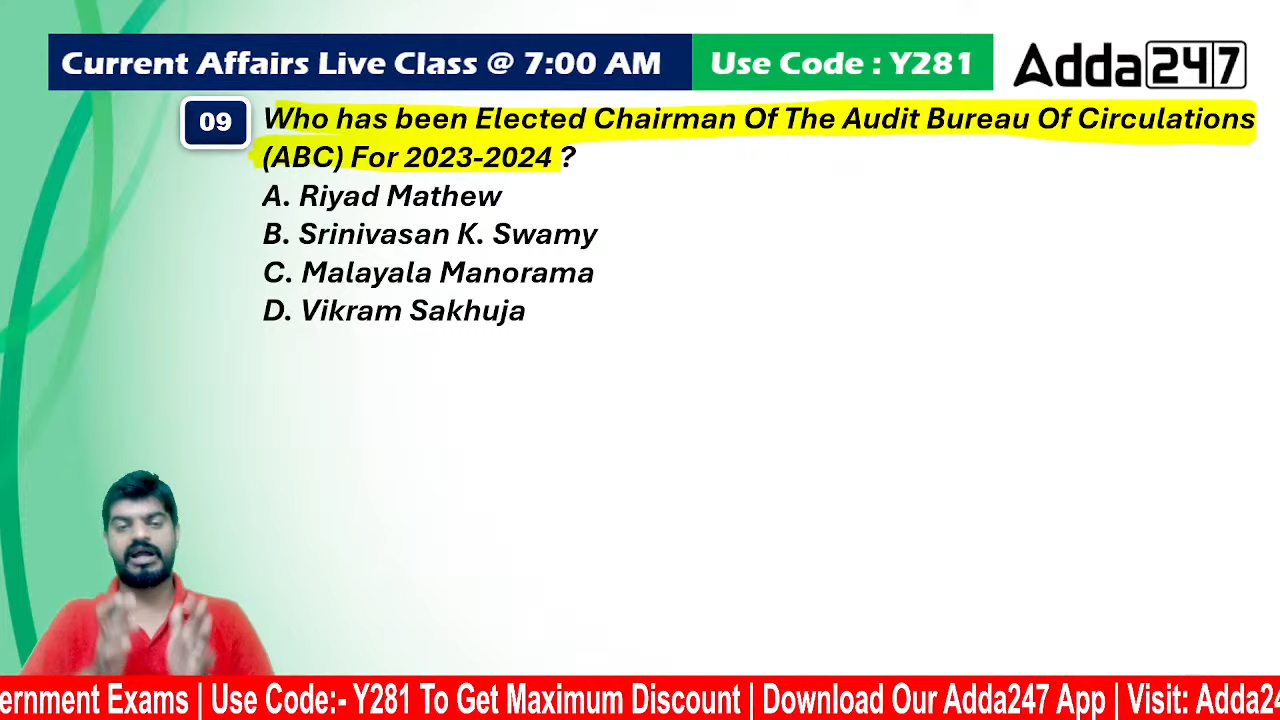 Current Affairs Live Class @ 7:00 AM
Use Code : Y281
Adda247
09
Who has been Elected Chairman Of The Audit Bureau Of Circulations
(ABC) For 2023-2024 ?
A. Riyad Mathew
B. Srinivasan K. Swamy
C. Malayala Manorama
D. Vikram Sakhuja
ernment Exams | Use Code:- Y281 To Get Maximum Discount | Download Our Adda247 App | Visit: Adda24